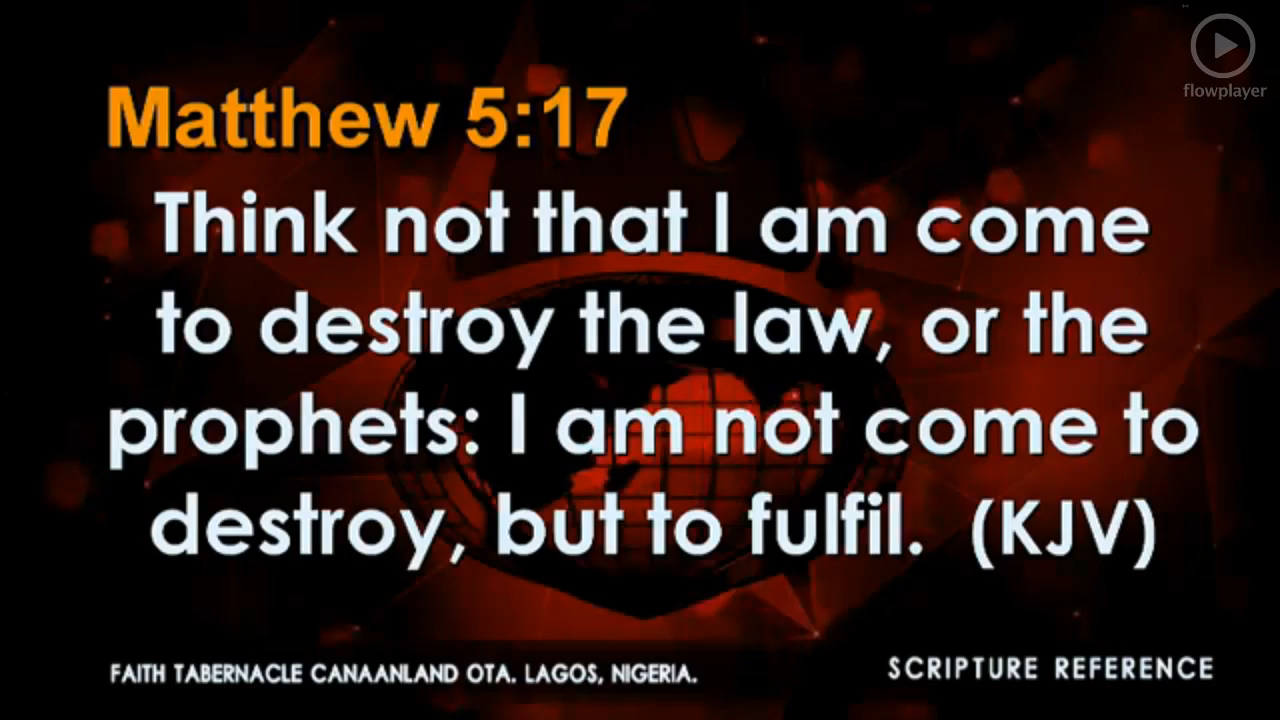 flowplayer
Matthew 5:17
Think not that I am come
to destroy the law, or the
prophets: I am not come to
destroy, but to fulfil. (KJV)
FAITH TABERNACLE CANAANLAND OTA. LAGOS, NIGERIA.
SCRIPTURE REFERENCE